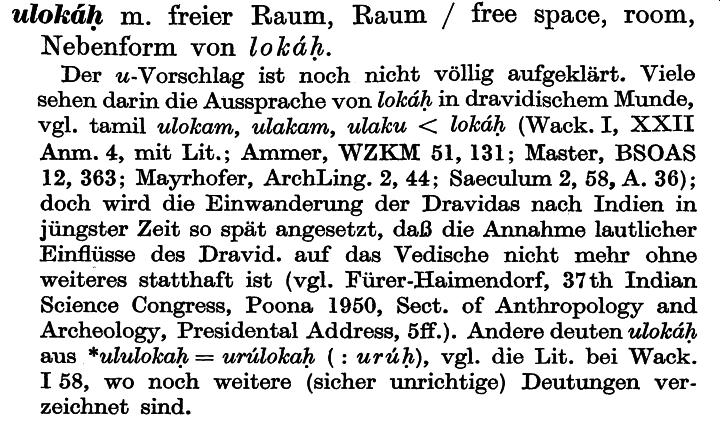 ulokáḥ m. freier Raum, Raum / free space, room,
Nebenform von lokáḥ.
Der u-Vorschlag ist noch nicht völlig aufgeklärt. Viele
sehen darin die Aussprache von lokáḥ in dravidischem Munde,
vgl. tamil ulokam, ulakam, ulaku < lokáḥ (Wack. I, XXII
Anm. 4, mit Lit.; Ammer, WZKM 51, 131; Master, BSOAS
12, 363; Mayrhofer, ArchLing. 2, 44; Saeculum 2, 58, A. 36);
doch wird die Einwanderung der Dravidas nach Indien in
jüngster Zeit so spät angesetzt, daß die Annahme lautlicher
Einflüsse des Dravid. auf das Vedische nicht mehr ohne
weiteres statthaft ist (vgl. Fürer-Haimendorf, 37th Indian
Science Congress, Poona 1950, Sect. of Anthropology and
Archeology, Presidental Address, 5ff.). Andere deuten ulokáḥ
aus *ululokaḥ = urúlokaḥ ( : urúḥ), vgl. die Lit. bei Wack.
I 58, wo noch weitere (sicher unrichtige) Deutungen ver-
zeichnet sind.